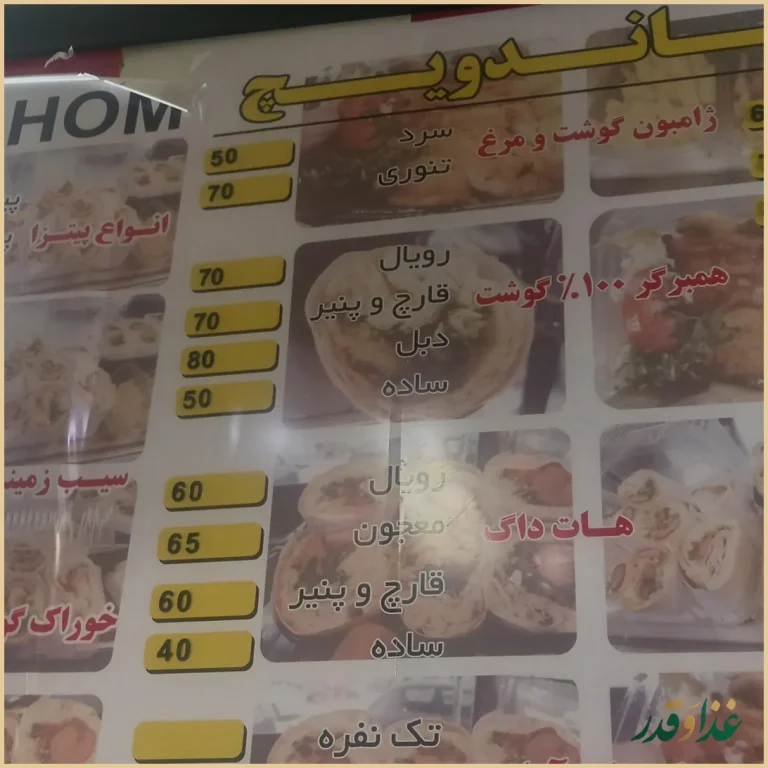 HOM
ساندویچ
ژامبون گوشت و مرغ
سرد 50
تنوری 70
همبرگر ۱۰۰٪ گوشت
رویال 70
قارچ و پنیر 70
دبل 80
ساده 50
هات داگ
رویال 60
معجون 65
قارچ و پنیر 60
ساده 40
تک نفره
انواع پیتزا
سیب زمینی
خوراک
غذا و قدر